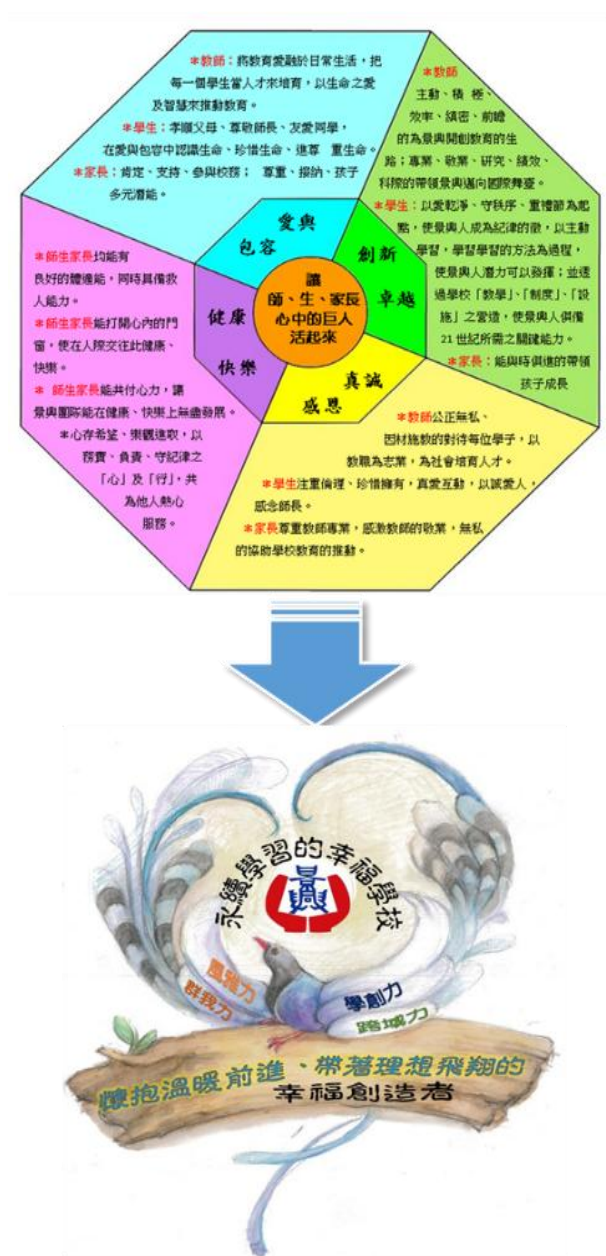 ＊教師：將教育愛融於日常生活，把
每一個學生當人才來培育，以生命之愛
及智慧來推動教育。
＊學生：孝順父母、尊敬師長、友愛同學，
在愛與包容中認識生命、珍惜生命、進尊 重生命。
＊家長：肯定、支持、參與校務； 尊重、接納、孩子
多元潛能。
＊教師
主動、積 極、
效率、縝密、前瞻
的為景興開創教育的生
路；專業、敬業、研究、績效、
科際的帶領景興邁向國際舞臺。
＊學生：以愛乾淨、守秩序、重禮節為起
點，使景興人成為紀律的徵，以主動
學習，學習學習的方法為過程，
使景興人潛力可以發揮；並透
過學校「教學」、「制度」、「設
施」之營造，使景興人俱備
21 世紀所需之關鍵能力。
＊家長：能與時俱進的帶領
孩子成長
愛與
包容
創新
卓越
讓
師、生、家長
心中的巨人
活起來
健康
快樂
真誠
感恩
＊師生家長均能有
良好的體適能，同時具備救
人能力。
＊師生家長能打開心內的門
窗，使在人際交往此健康、
快樂。
＊ 師生家長能共付心力，讓
景興團隊能在健康、快樂上無盡發展。
＊心存希望、樂觀進取，以
務實、負責、守紀律之
「心」及「行」，共
為他人熱心
服務。
＊教師公正無私、
因材施教的對待每位學子，以
教職為志業，為社會培育人才。
＊學生注重倫理、珍惜擁有，真愛互動，以誠愛人，
感念師長。
＊家長尊重教師專業，感激教師的敬業，無私
的協助學校教育的推動。
永續學習的幸福學校
景興
風雅力
群我力
學創力
跨域力
懷抱溫暖前進、帶著理想飛翔的
幸福創造者